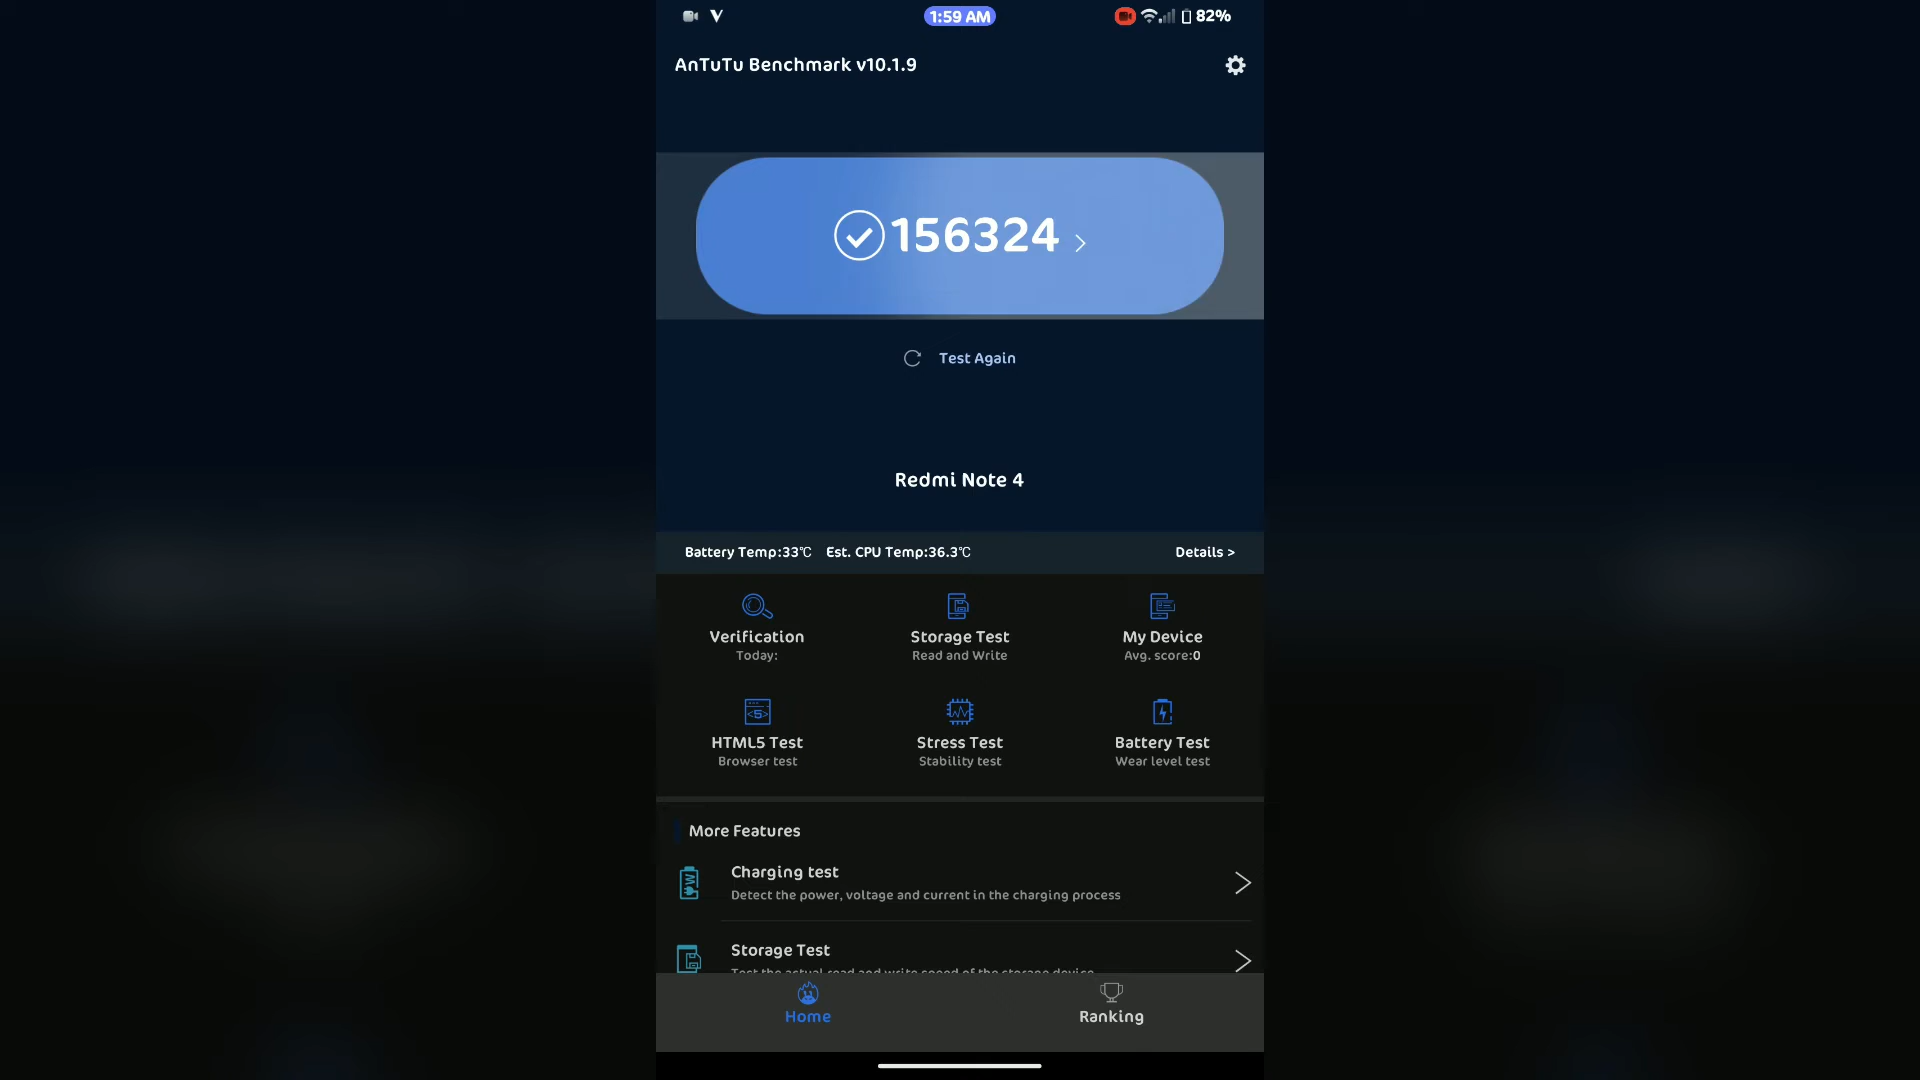 1:59 AM
82%
AnTuTu Benchmark v10.1.9
156324 >
Test Again
Redmi Note 4
Battery Temp:33℃ Est. CPU Temp:36.3℃ Details >
Verification Storage Test My Device
Today: Read and Write Avg. score:0
HTML5 Test Stress Test Battery Test
Browser test Stability test Wear level test
More Features
Charging test
Detect the power, voltage and current in the charging process
Storage Test
Test the actual read and write speed of the storage device
Home Ranking